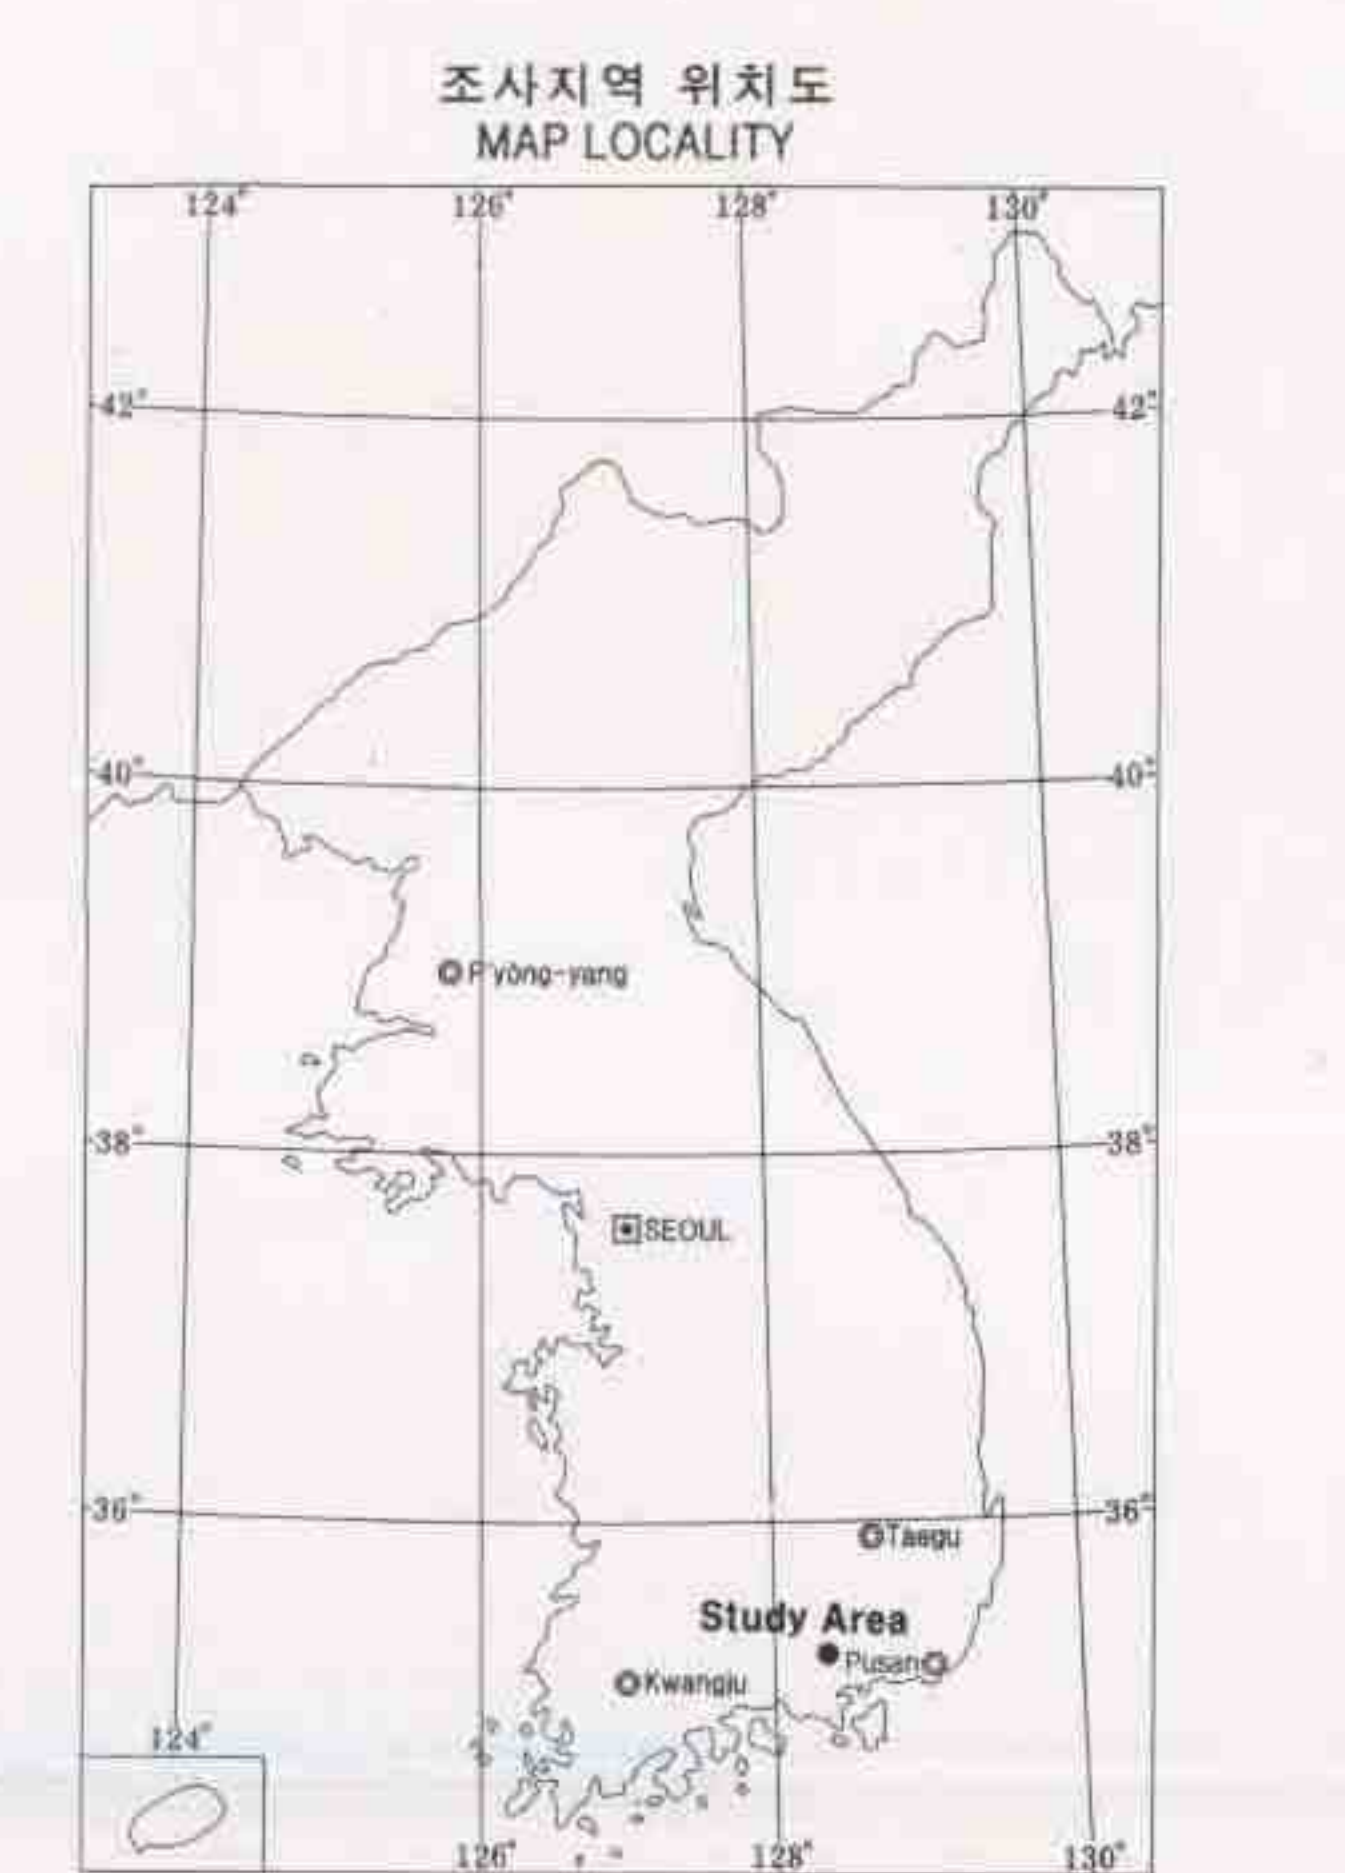 조사지역 위치도
MAP LOCALITY
124° 126° 128° 130°
42° 42°
40° 40°
P'yŏng-yang
38° 38°
SEOUL
36° 36°
Taegu
Study Area
Pusan
Kwangju
124°
126° 128° 130°